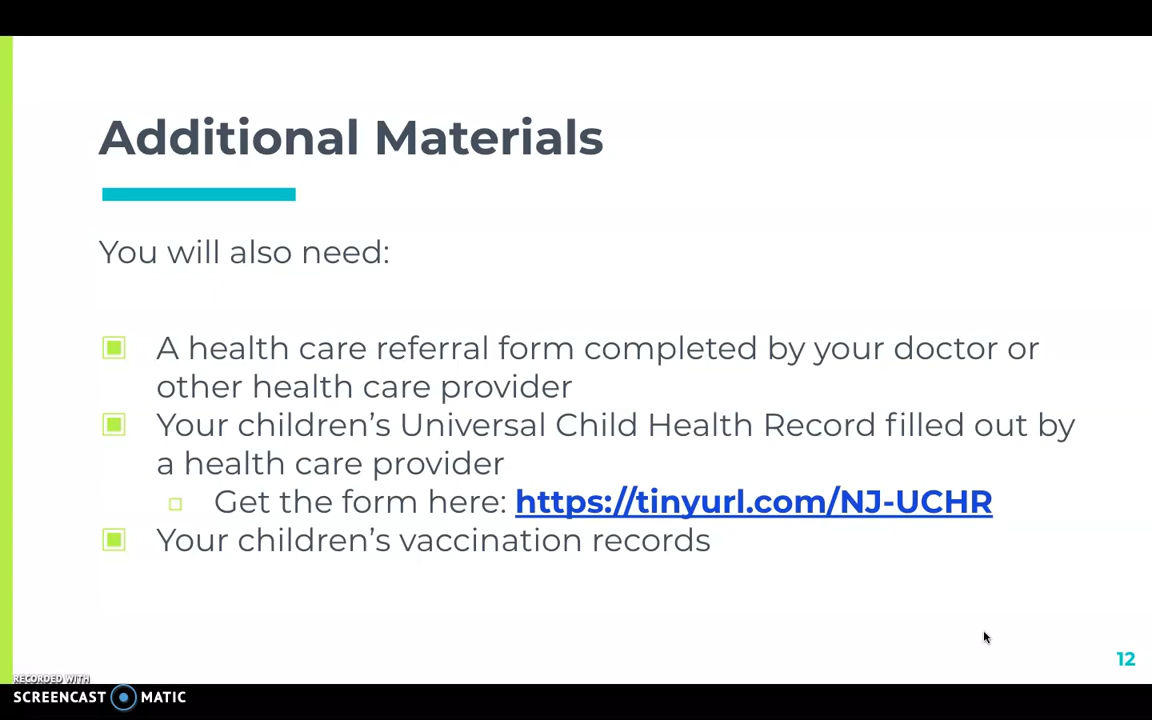 Additional Materials
You will also need:
A health care referral form completed by your doctor or
other health care provider
Your children’s Universal Child Health Record filled out by
a health care provider
Get the form here: https://tinyurl.com/NJ-UCHR
Your children’s vaccination records
12
RECORDED WITH
SCREENCAST MATIC